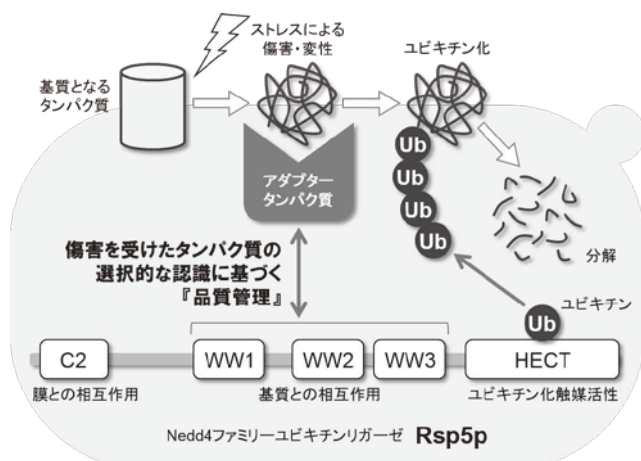 ストレスによる
傷害・変性
ユビキチン化
基質となる
タンパク質
Ub
Ub
Ub
Ub
アダプター
タンパク質
分解
傷害を受けたタンパク質の
選択的な認識に基づく
『品質管理』
ユビキチン
Ub
C2
WW1
WW2
WW3
HECT
膜との相互作用
基質との相互作用
ユビキチン化触媒活性
Nedd4ファミリーユビキチンリガーゼ Rsp5p